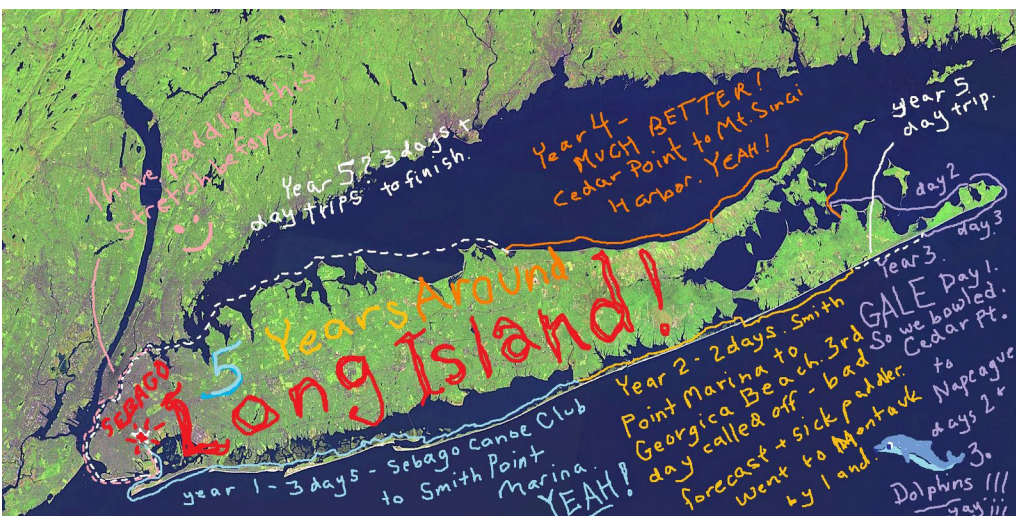 I have paddled this
stretch before!
Year 5? 3 days +
day trips to finish.
Year 4 -
MUCH BETTER!
Cedar Point to Mt. Sinai
Harbor. YEAH!
year 5
day trip.
day 2
day 3
Year 3.
GALE Day 1.
So we bowled.
Cedar Pt.
to
Napeague
days 2 +
3.
Dolphins !!!
yay!!!
5 Years Around
Long Island!
SEBAGO
Year 2 - 2 days. Smith
Point Marina to
Georgica Beach. 3rd
day called off - bad
forecast + sick paddler.
went to Montauk
by land.
year 1 - 3 days - Sebago Canoe Club
to Smith Point
Marina.
YEAH!